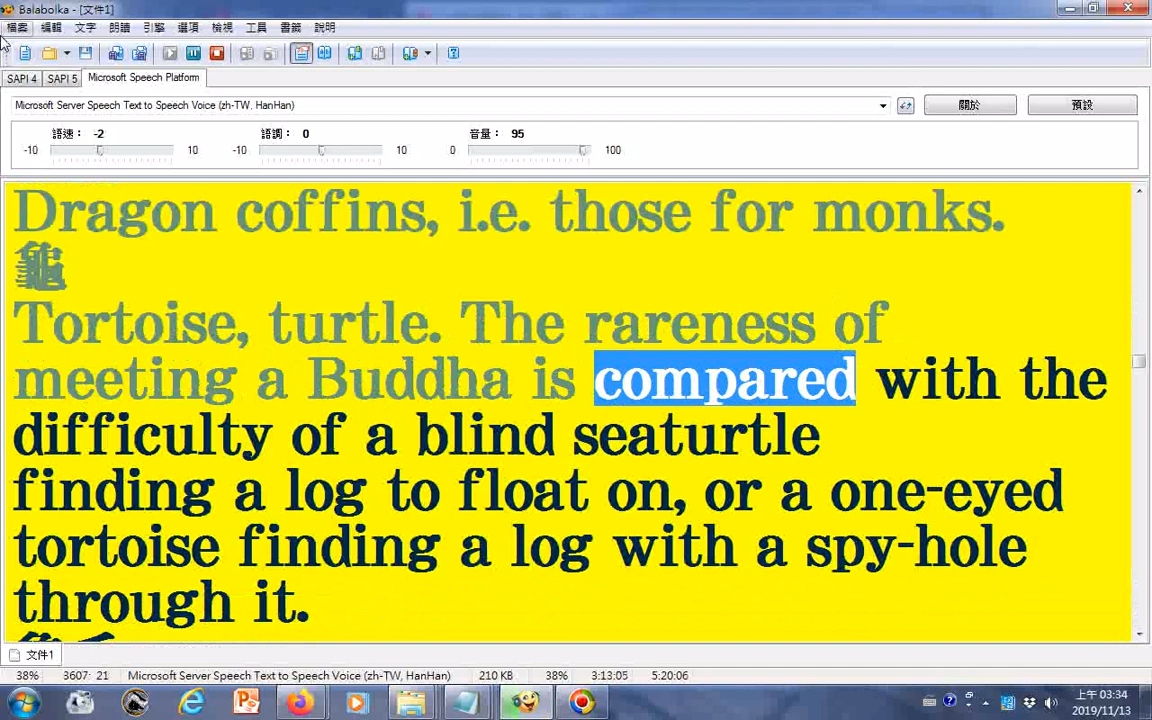 Balabolka - [文件1]
檔案 編輯 文字 朗讀 引擎 選項 檢視 工具 書籤 說明
SAPI 4 SAPI 5 Microsoft Speech Platform
Microsoft Server Speech Text to Speech Voice (zh-TW, HanHan) 關於 預設
語速： -2 語調： 0 音量： 95
-10 10 -10 10 0 100
Dragon coffins, i.e. those for monks.
龜
Tortoise, turtle. The rareness of
meeting a Buddha is compared with the
difficulty of a blind seaturtle
finding a log to float on, or a one-eyed
tortoise finding a log with a spy-hole
through it.
文件1
38% 3607: 21 Microsoft Server Speech Text to Speech Voice (zh-TW, HanHan) 210 KB 38% 3:13:05 5:20:06
上午 03:34
2019/11/13